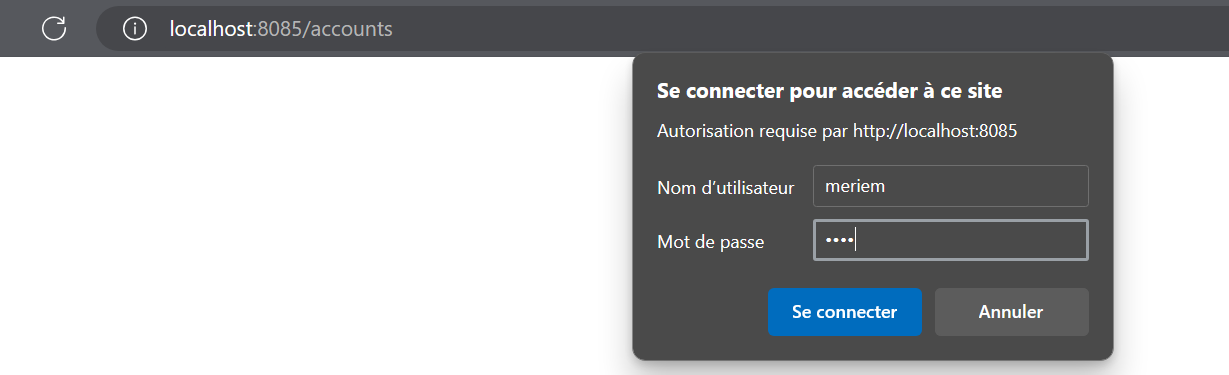 localhost:8085/accounts
Se connecter pour accéder à ce site
Autorisation requise par http://localhost:8085
Nom d’utilisateur meriem
Mot de passe ••••
Se connecter Annuler